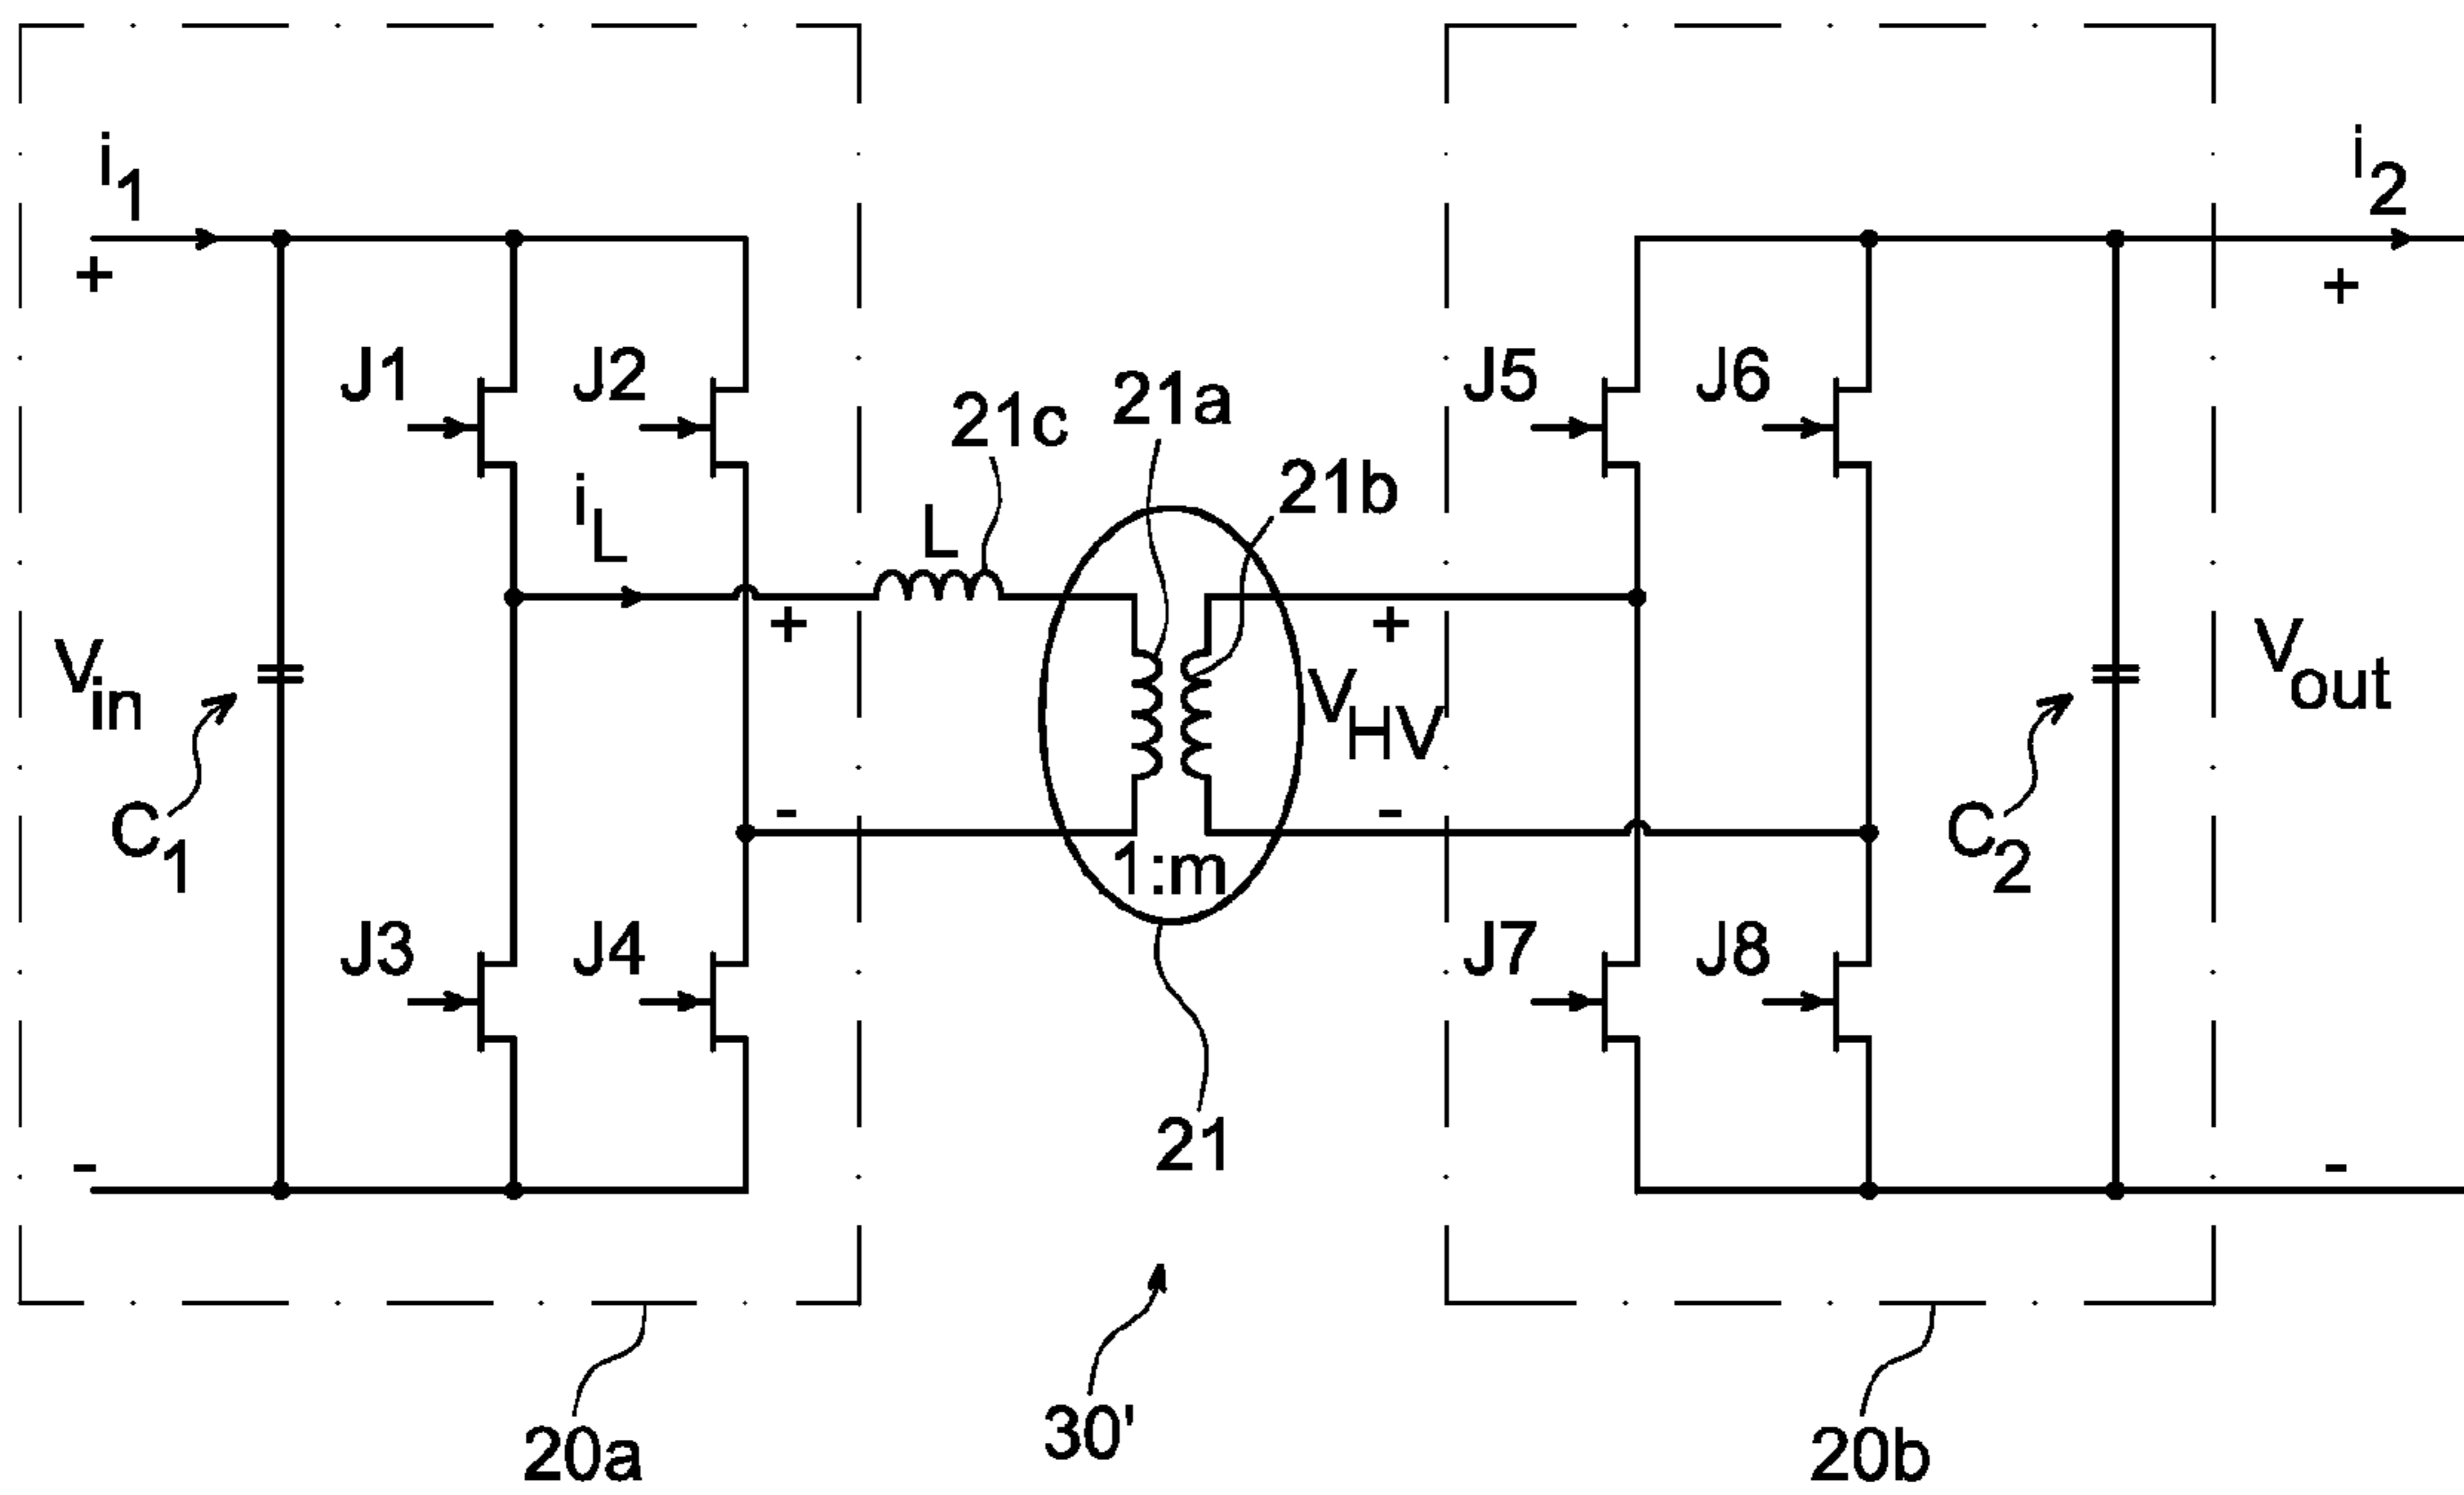 i1
i2
+
+
J1
J2
J5
J6
21c
21a
21b
iL
L
+
+
Vin
VHV
Vout
C1
-
-
C2
1:m
J3
J4
J7
J8
21
-
-
30'
20a
20b